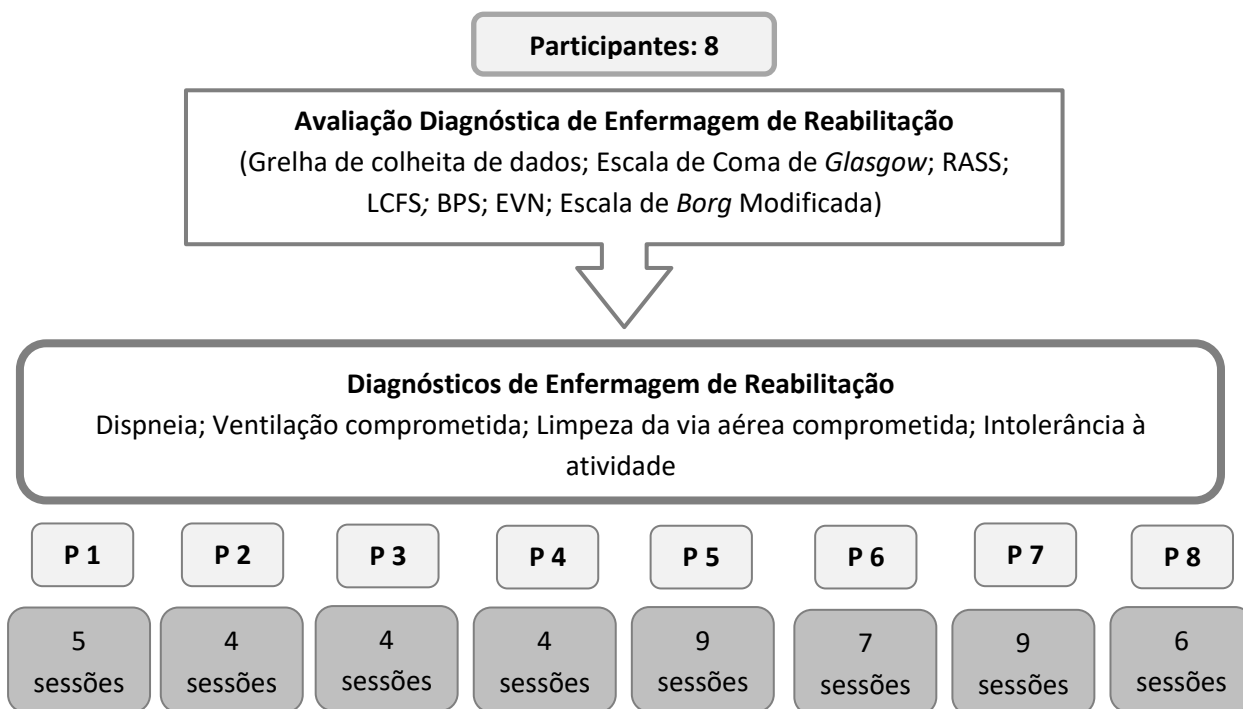 Participantes: 8
Avaliação Diagnóstica de Enfermagem de Reabilitação
(Grelha de colheita de dados; Escala de Coma de Glasgow; RASS;
LCFS; BPS; EVN; Escala de Borg Modificada)
Diagnósticos de Enfermagem de Reabilitação
Dispneia; Ventilação comprometida; Limpeza da via aérea comprometida; Intolerância à
atividade
P 1
P 2
P 3
P 4
P 5
P 6
P 7
P 8
5
sessões
4
sessões
4
sessões
4
sessões
9
sessões
7
sessões
9
sessões
6
sessões